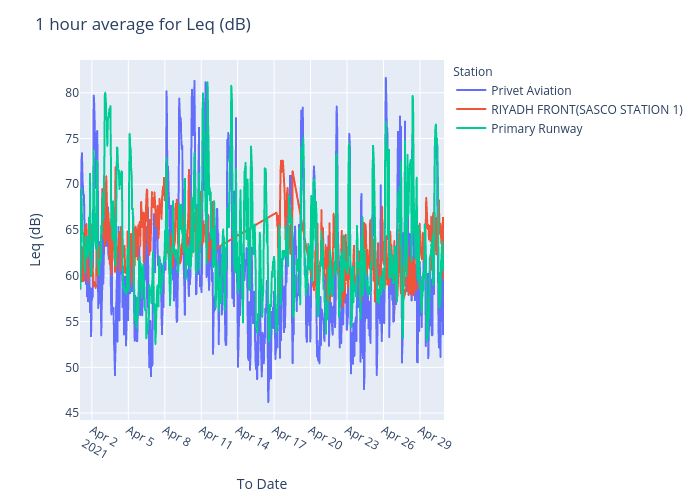 1 hour average for Leq (dB)
Station
Privet Aviation
RIYADH FRONT(SASCO STATION 1)
Primary Runway
80
75
70
65
60
55
50
45
Leq (dB)
Apr 2
2021
Apr 5
Apr 8
Apr 11
Apr 14
Apr 17
Apr 20
Apr 23
Apr 26
Apr 29
To Date